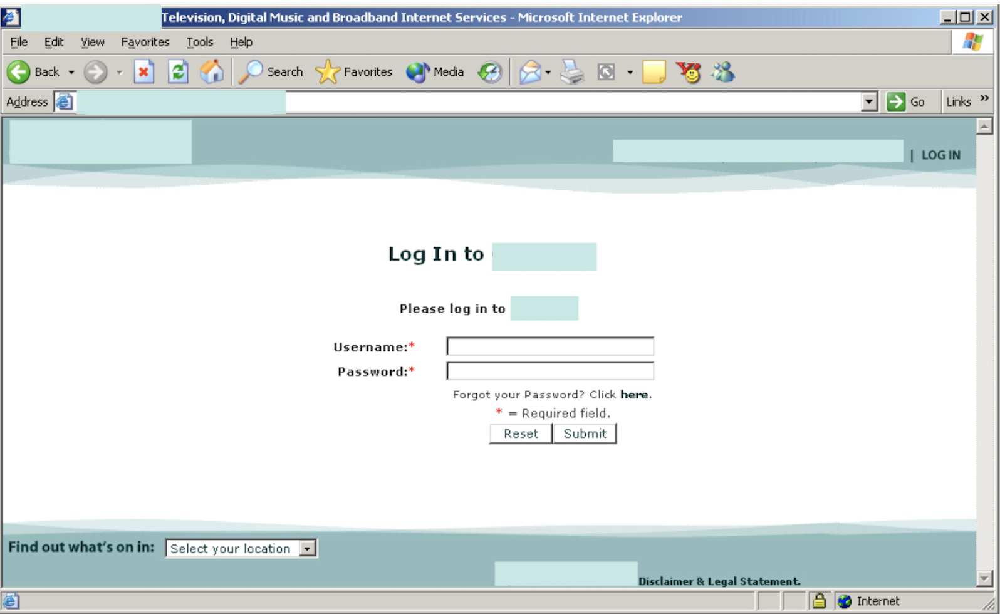 Television, Digital Music and Broadband Internet Services - Microsoft Internet Explorer
File Edit View Favorites Tools Help
Back Search Favorites Media
Address Go Links »
| LOG IN
Log In to
Please log in to
Username:*
Password:*
Forgot your Password? Click here.
* = Required field.
Reset Submit
Find out what's on in: Select your location
Disclaimer & Legal Statement.
Internet